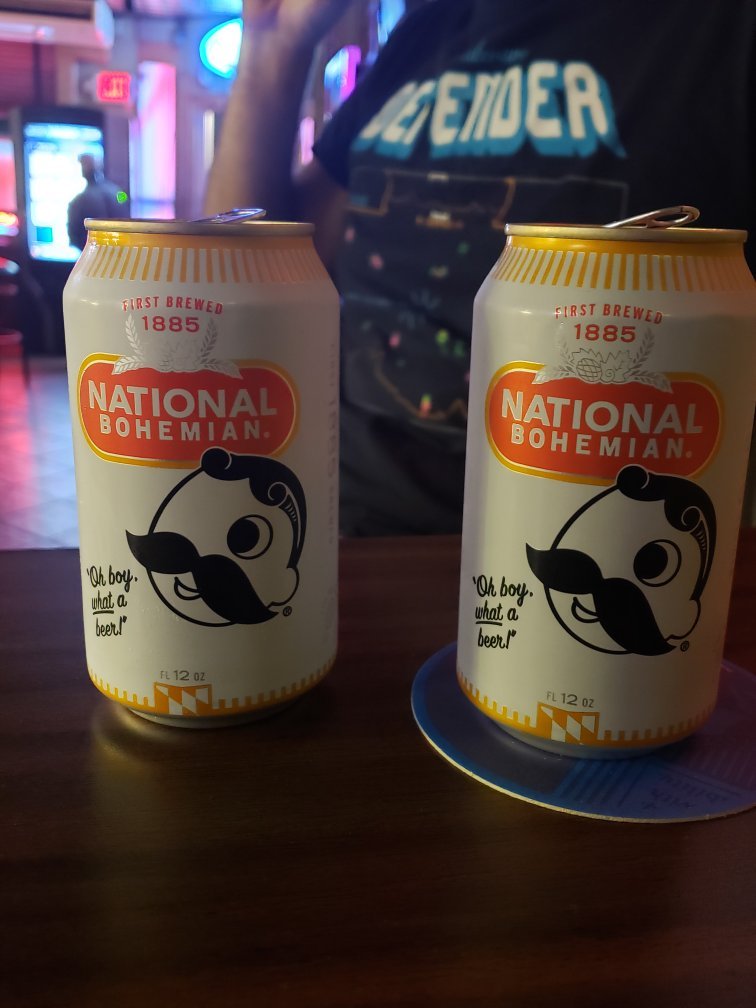 DEFENDER
EXIT
FIRST BREWED
1885
NATIONAL
BOHEMIAN®
"Oh boy,
what a
beer!"
®
FL 12 OZ
FIRST BREWED
1885
NATIONAL
BOHEMIAN®
"Oh boy,
what a
beer!"
®
FL 12 OZ